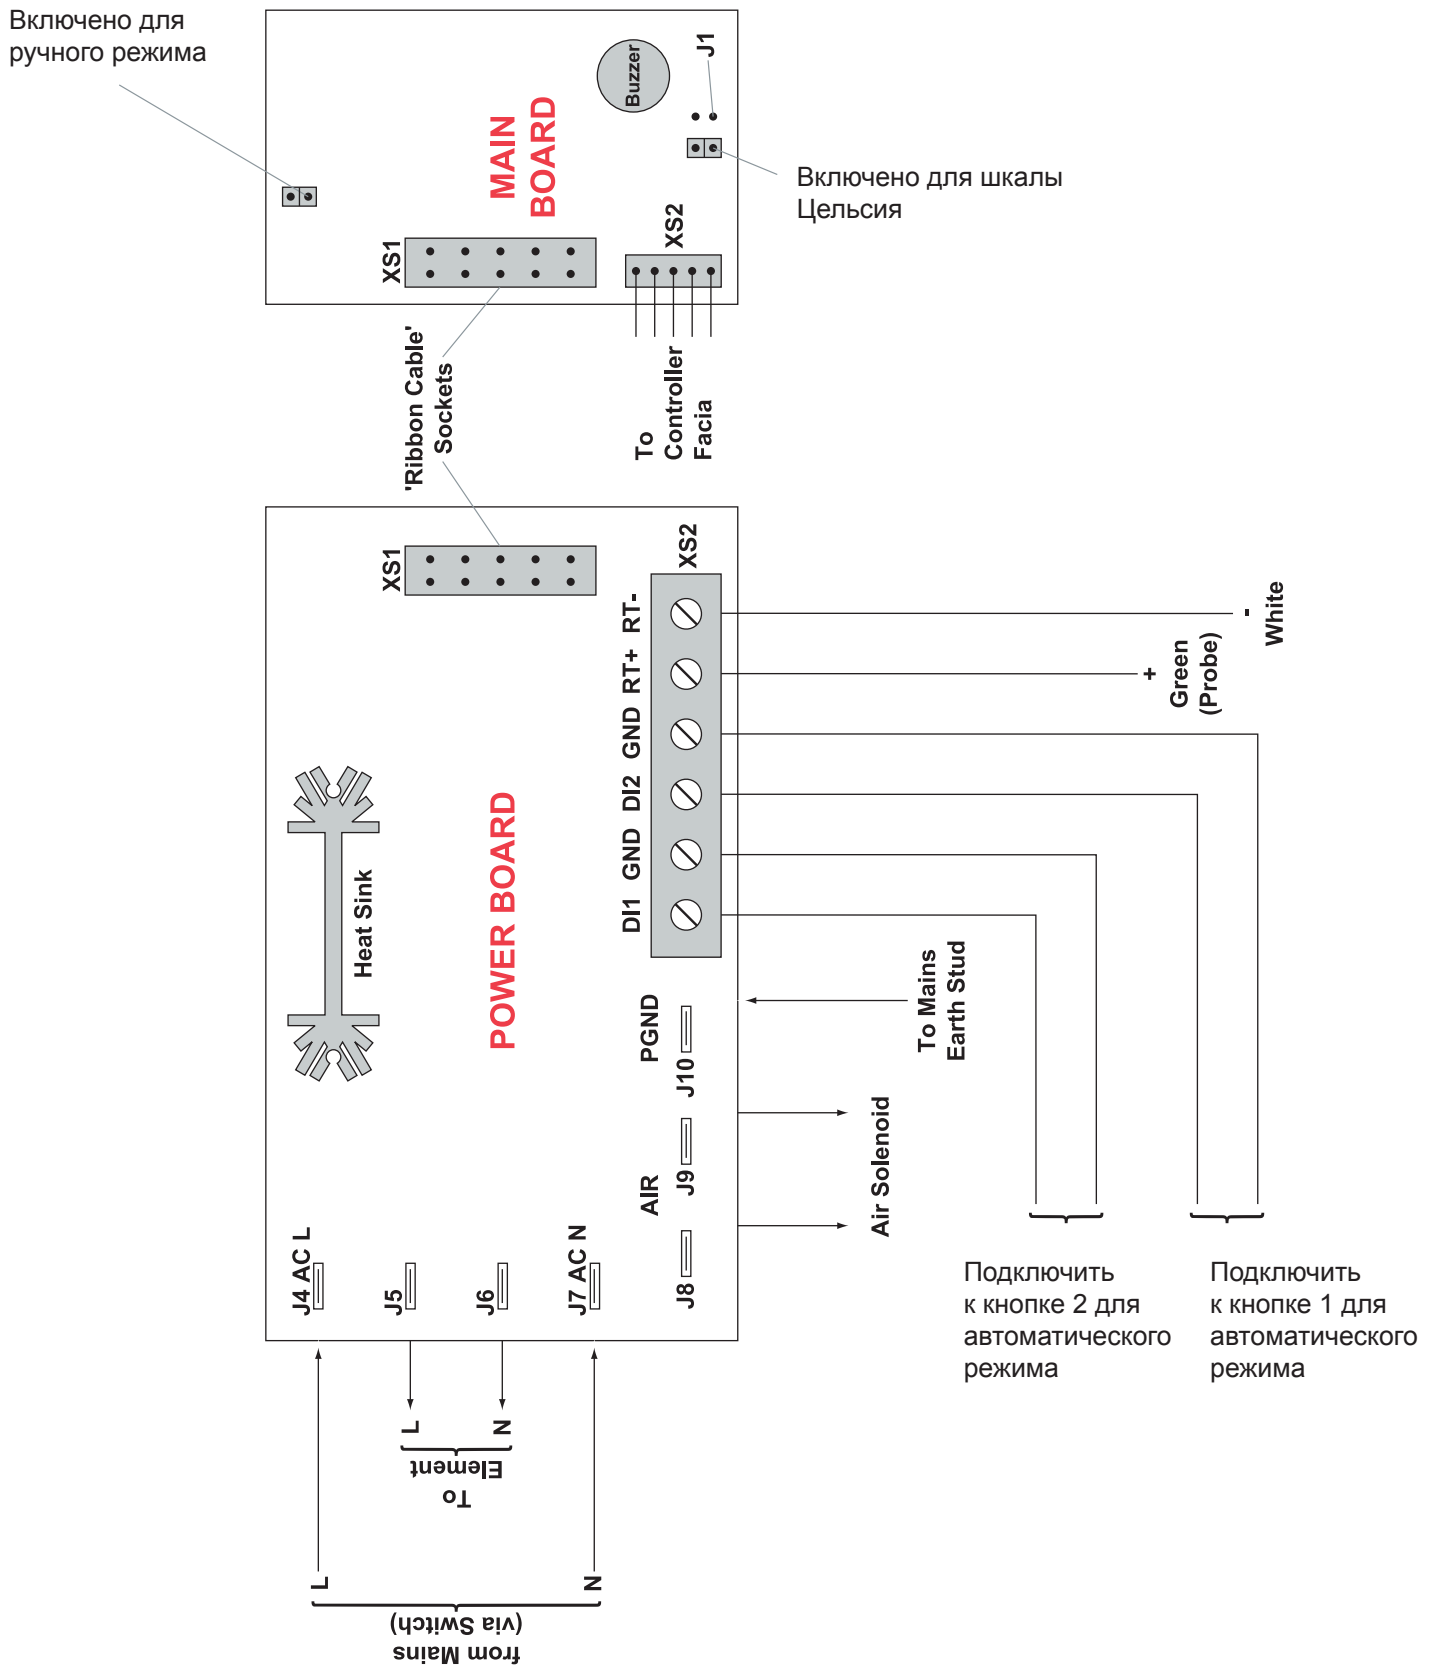 Включено для
ручного режима
MAIN
BOARD
Buzzer
J1
Включено для шкалы
Цельсия
XS1
XS2
'Ribbon Cable'
Sockets
To
Controller
Facia
XS1
XS2
RT-
RT+
GND
DI2
GND
DI1
-
White
+
Green
(Probe)
Heat Sink
POWER BOARD
PGND
J10
To Mains
Earth Stud
AIR
J9
J8
Air Solenoid
J4 AC L
J5
J6
J7 AC N
Подключить
к кнопке 2 для
автоматического
режима
Подключить
к кнопке 1 для
автоматического
режима
L
N
To
Element
L
N
from Mains
(via Switch)